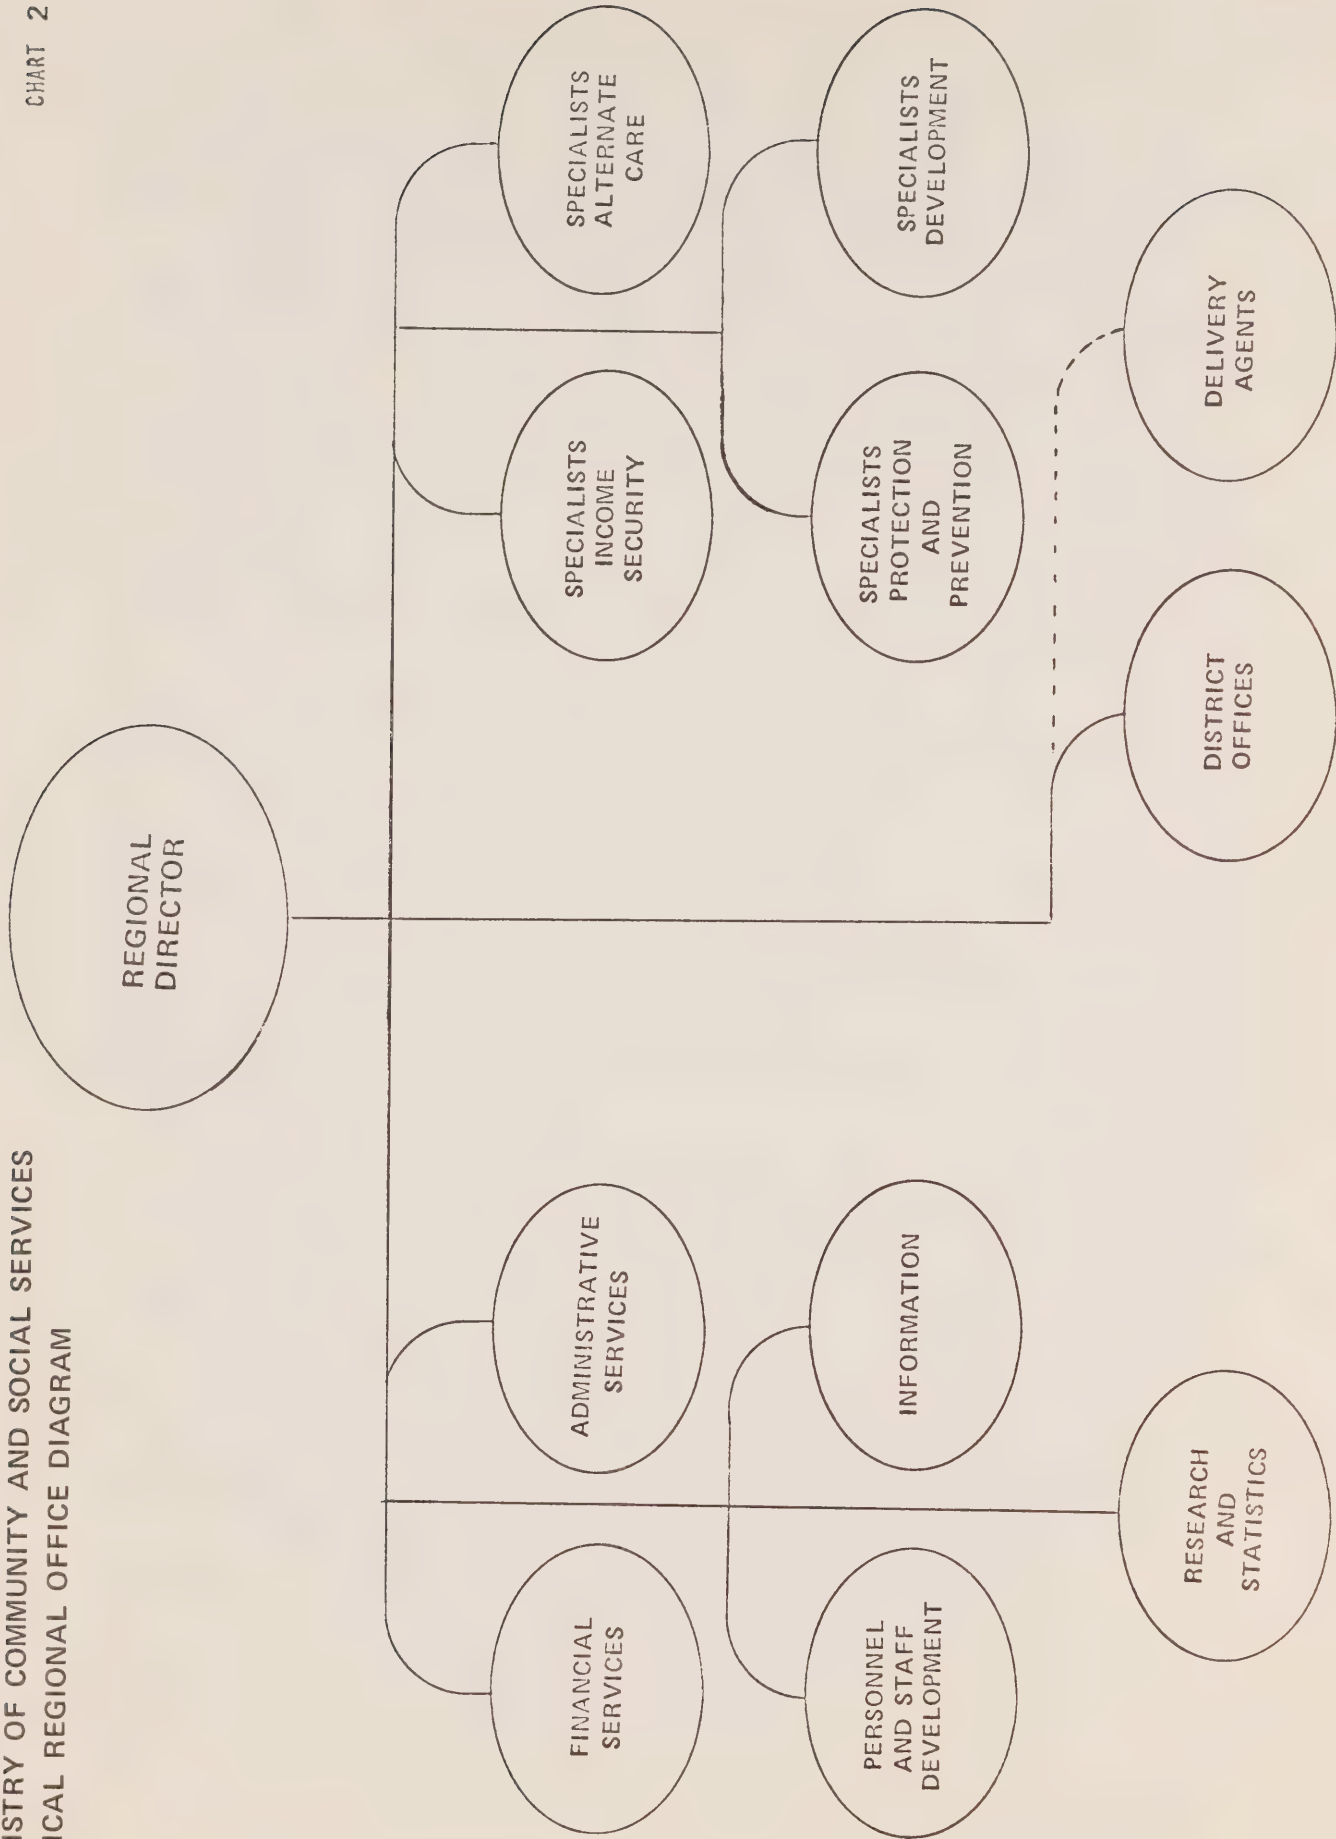 CHART 2
ISTRY OF COMMUNITY AND SOCIAL SERVICES
ICAL REGIONAL OFFICE DIAGRAM
REGIONAL
DIRECTOR
FINANCIAL
SERVICES
ADMINISTRATIVE
SERVICES
SPECIALISTS
INCOME
SECURITY
SPECIALISTS
ALTERNATE
CARE
PERSONNEL
AND STAFF
DEVELOPMENT
INFORMATION
SPECIALISTS
PROTECTION
AND
PREVENTION
SPECIALISTS
DEVELOPMENT
RESEARCH
AND
STATISTICS
DISTRICT
OFFICES
DELIVERY
AGENTS